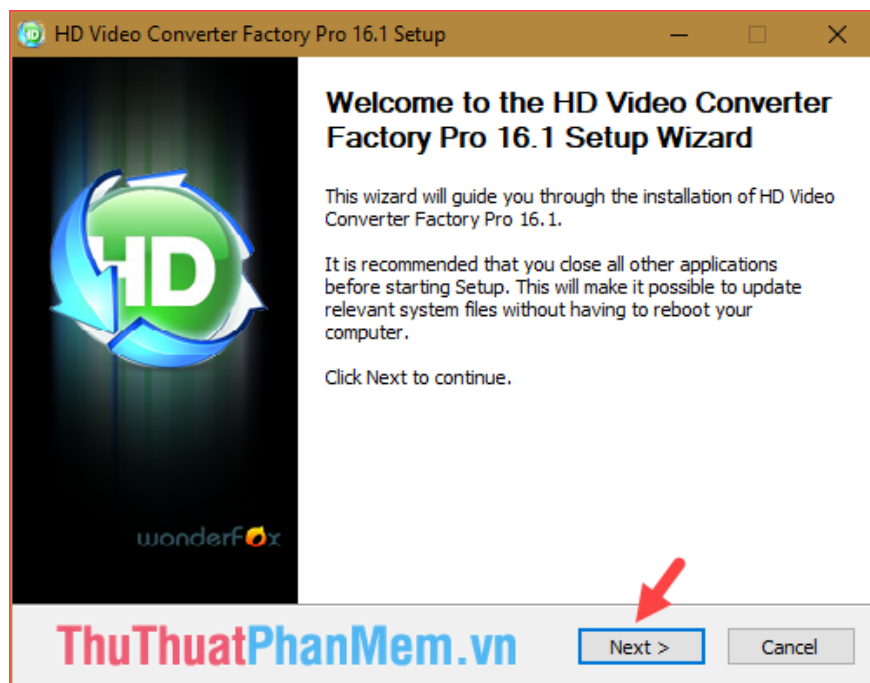 HD Video Converter Factory Pro 16.1 Setup
Welcome to the HD Video Converter
Factory Pro 16.1 Setup Wizard
This wizard will guide you through the installation of HD Video
Converter Factory Pro 16.1.
It is recommended that you close all other applications
before starting Setup. This will make it possible to update
relevant system files without having to reboot your
computer.
Click Next to continue.
HD
wonderfox
ThuThuatPhanMem.vn
Next >
Cancel